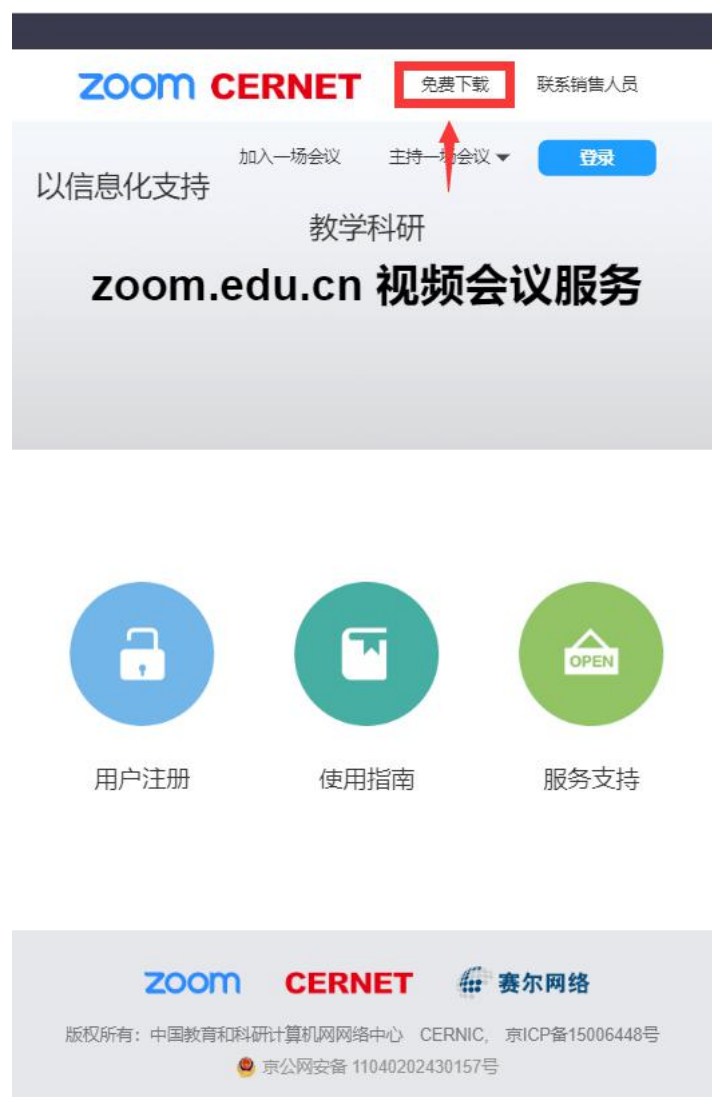 zoom CERNET 免费下载 联系销售人员
加入一场会议 主持一场会议 登录
以信息化支持
教学科研
zoom.edu.cn 视频会议服务
OPEN
用户注册 使用指南 服务支持
zoom CERNET 赛尔网络
版权所有：中国教育和科研计算机网网络中心 CERNIC, 京ICP备15006448号
京公网安备 11040202430157号